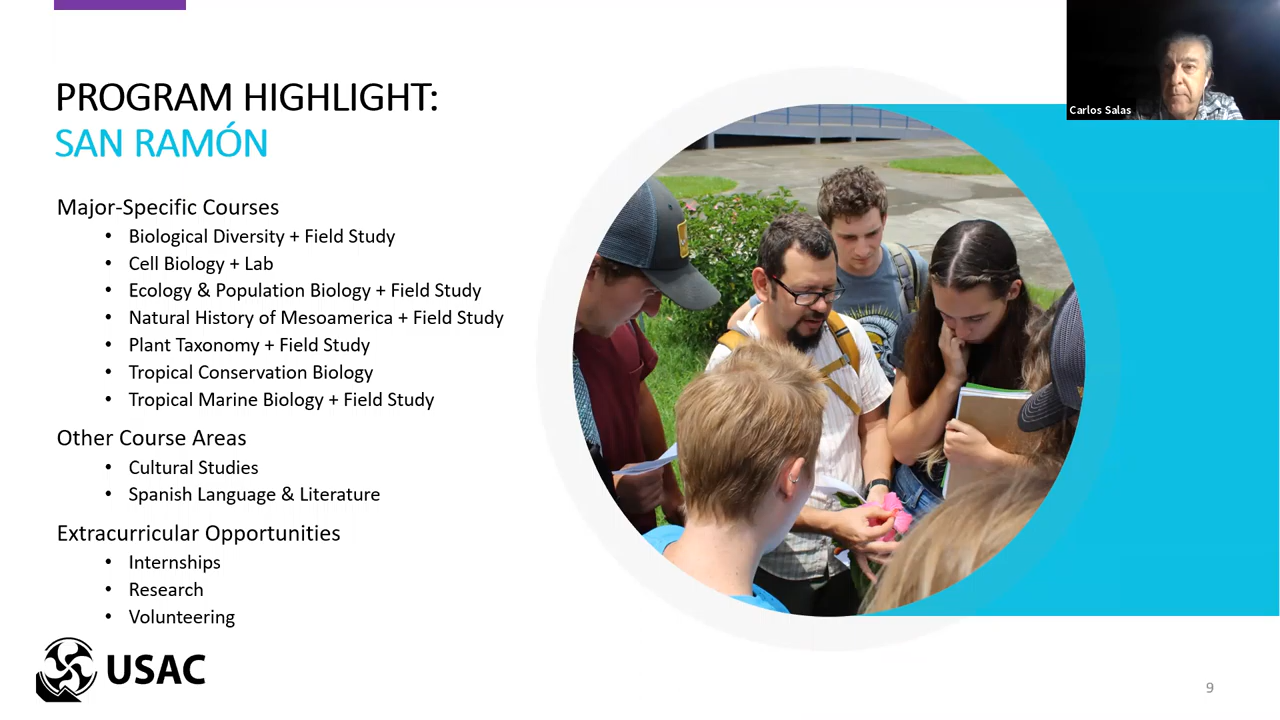 PROGRAM HIGHLIGHT:
SAN RAMÓN
Major-Specific Courses
• Biological Diversity + Field Study
• Cell Biology + Lab
• Ecology & Population Biology + Field Study
• Natural History of Mesoamerica + Field Study
• Plant Taxonomy + Field Study
• Tropical Conservation Biology
• Tropical Marine Biology + Field Study
Other Course Areas
• Cultural Studies
• Spanish Language & Literature
Extracurricular Opportunities
• Internships
• Research
• Volunteering
USAC
Carlos Salas
9